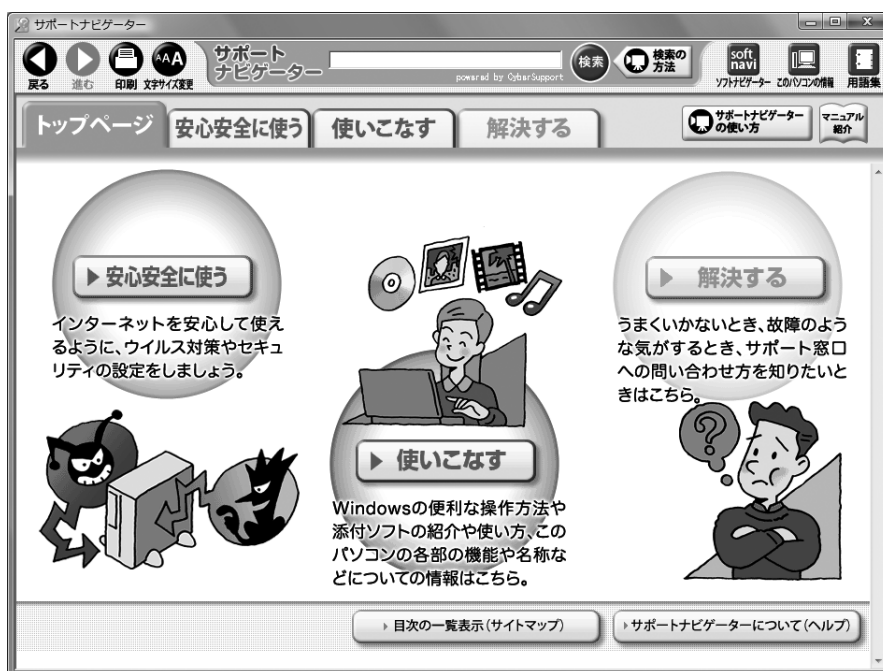 サポートナビゲーター
戻る
進む
印刷
AAA
文字サイズ変更
サポート
ナビゲーター
powered by CyberSupport
検索
検索の
方法
soft
navi
ソフトナビゲーター
このパソコンの情報
用語集
トップページ
安心安全に使う
使いこなす
解決する
サポートナビゲーター
の使い方
マニュアル
紹介
安心安全に使う
インターネットを安心して使え
るように、ウイルス対策やセキュ
リティの設定をしましょう。
使いこなす
Windowsの便利な操作方法や
添付ソフトの紹介や使い方、この
パソコンの各部の機能や名称な
どについての情報はこちら。
解決する
うまくいかないとき、故障のよう
な気がするとき、サポート窓口
への問い合わせ方を知りたいと
きはこちら。
?
目次の一覧表示(サイトマップ)
サポートナビゲーターについて(ヘルプ)